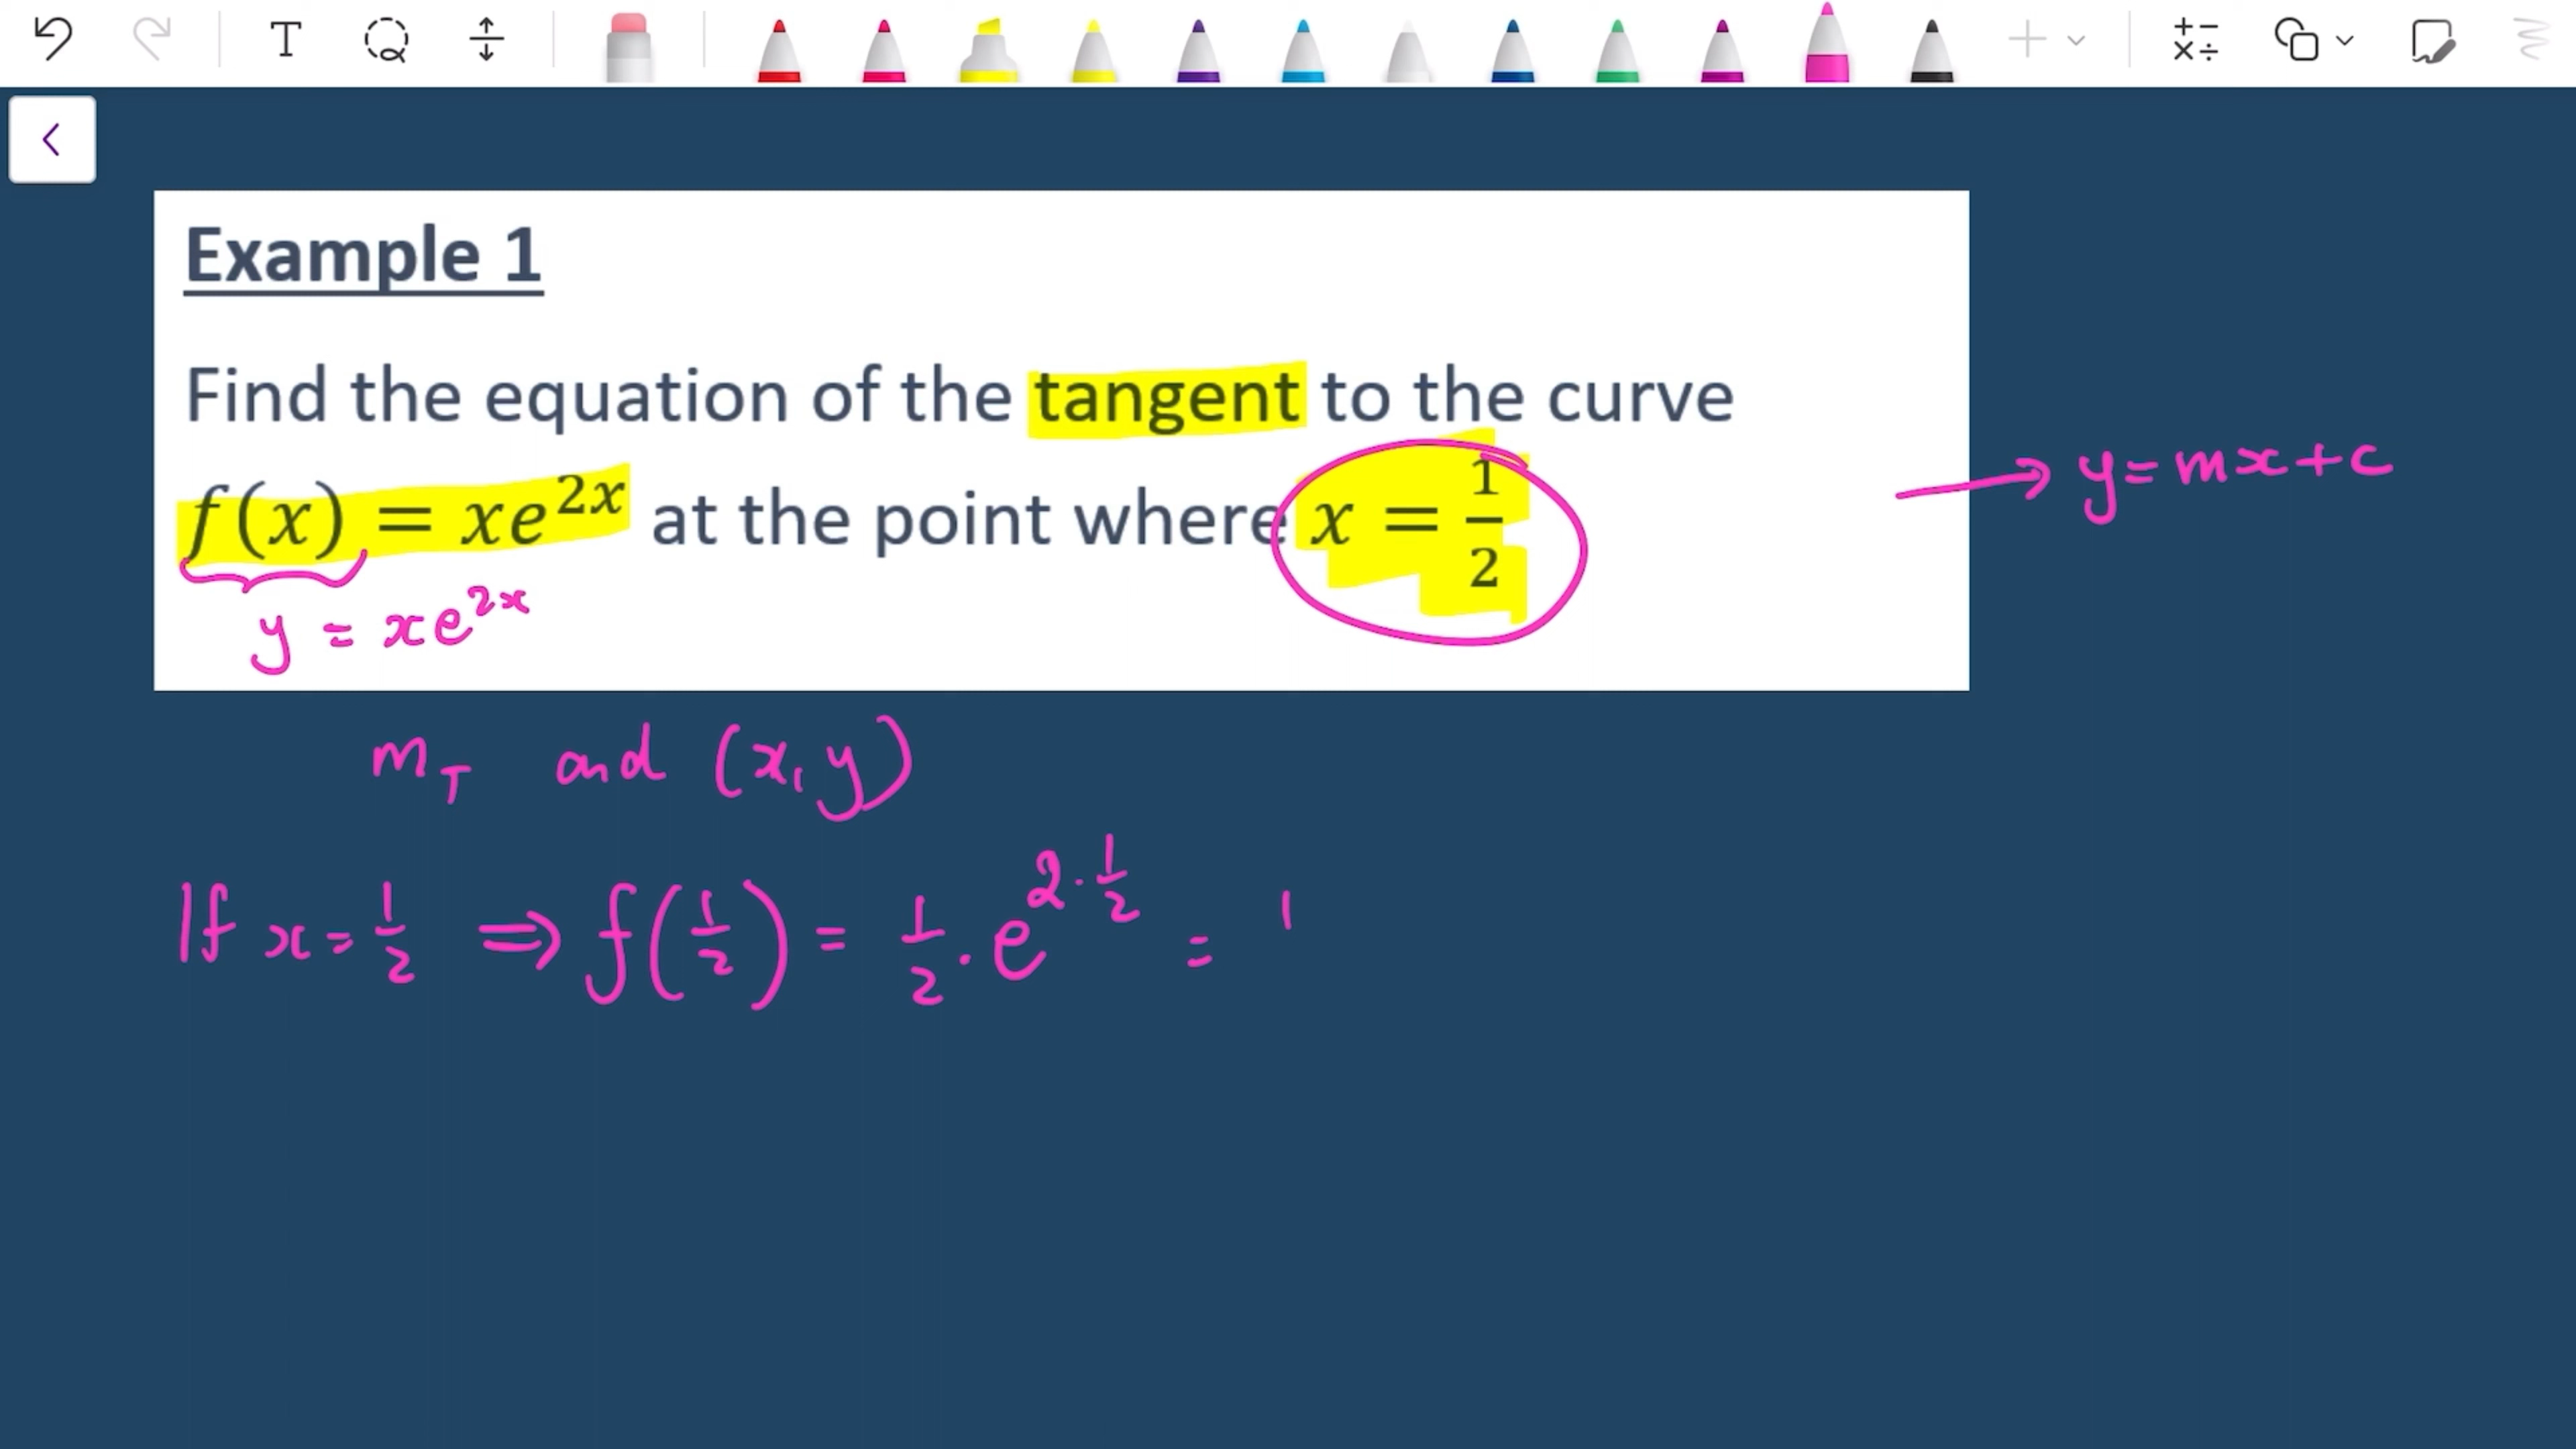 T
Example 1
Find the equation of the tangent to the curve
f(x) = xe^{2x} at the point where x = 1/2
→ y = mx + c
y = xe^{2x}
m_T and (x, y)
If x = 1/2 ⇒ f(1/2) = 1/2 · e^{2·1/2} = 1